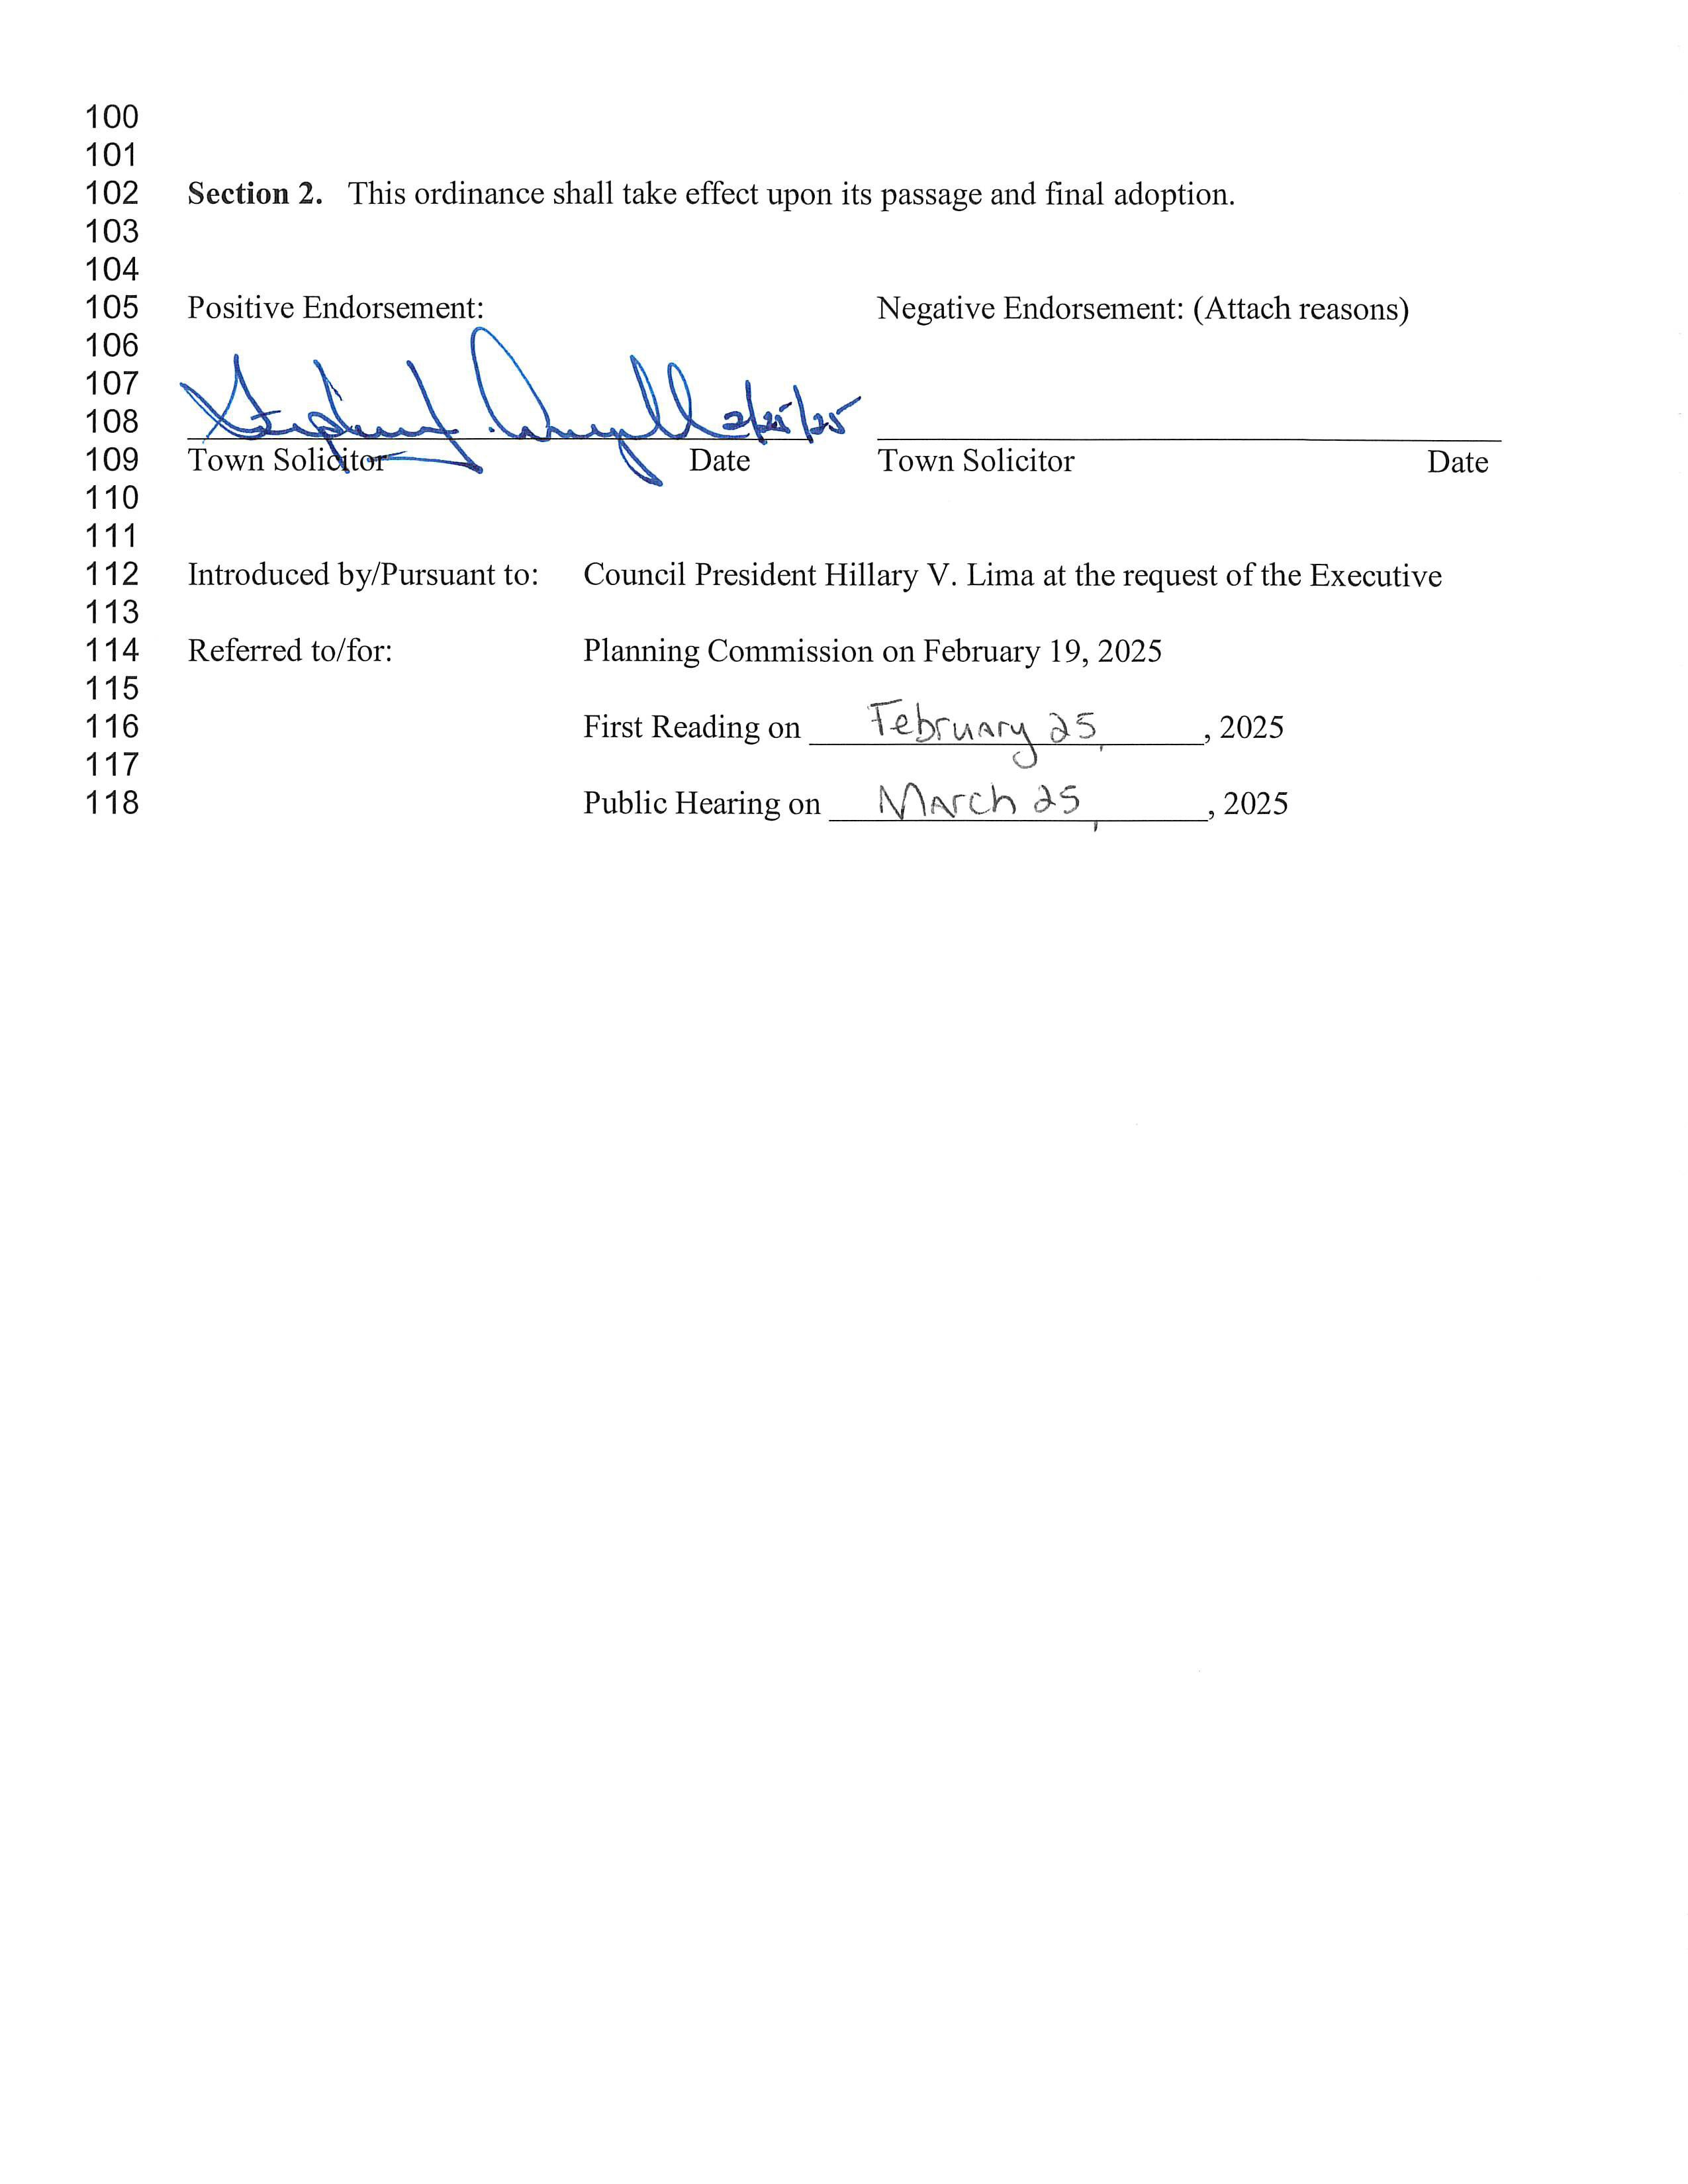 100
101
102 Section 2. This ordinance shall take effect upon its passage and final adoption.
103
104
105 Positive Endorsement: Negative Endorsement: (Attach reasons)
106
107
108 2/25/25
109 Town Solicitor Date Town Solicitor Date
110
111
112 Introduced by/Pursuant to: Council President Hillary V. Lima at the request of the Executive
113
114 Referred to/for: Planning Commission on February 19, 2025
115
116 First Reading on February 25, , 2025
117
118 Public Hearing on March 25, , 2025